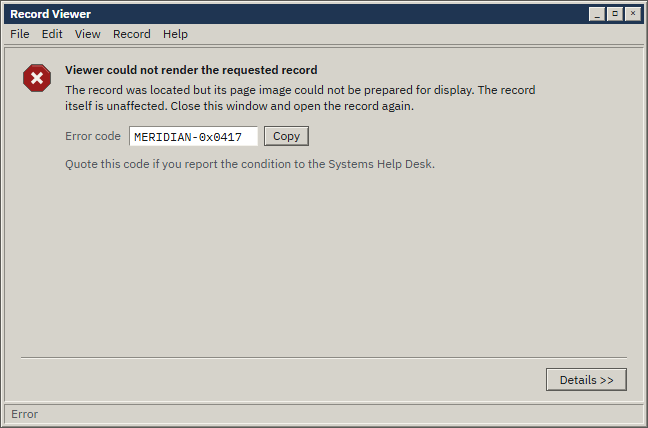 Record Viewer
File Edit View Record Help
Viewer could not render the requested record
The record was located but its page image could not be prepared for display. The record
itself is unaffected. Close this window and open the record again.
Error code MERIDIAN-0x0417 Copy
Quote this code if you report the condition to the Systems Help Desk.
Details >>
Error